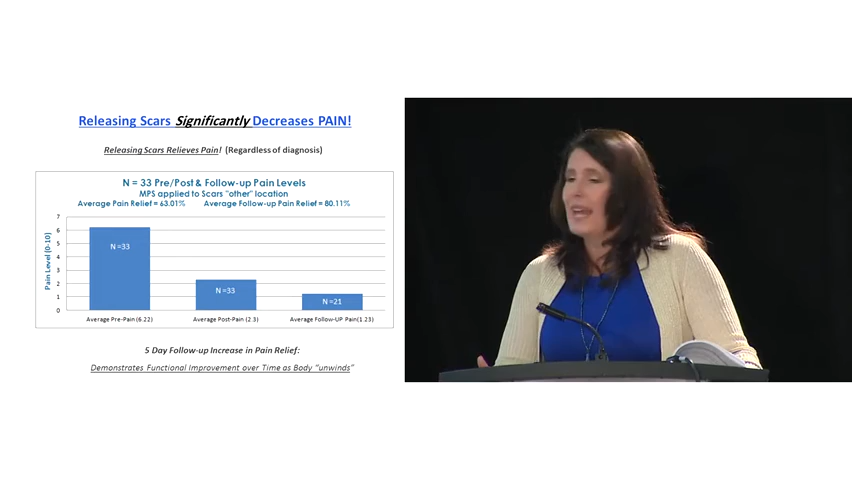 Releasing Scars Significantly Decreases PAIN!
Releasing Scars Relieves Pain! (Regardless of diagnosis)
N = 33 Pre/Post & Follow-up Pain Levels
MPS applied to Scars "other" location
Average Pain Relief = 63.01% Average Follow-up Pain Relief = 80.11%
Pain Level (0-10)
7
6
5
4
3
2
1
0
N =33
N =33
N =21
Average Pre-Pain (6.22) Average Post-Pain (2.3) Average Follow-UP Pain(1.23)
5 Day Follow-up Increase in Pain Relief:
Demonstrates Functional Improvement over Time as Body "unwinds"